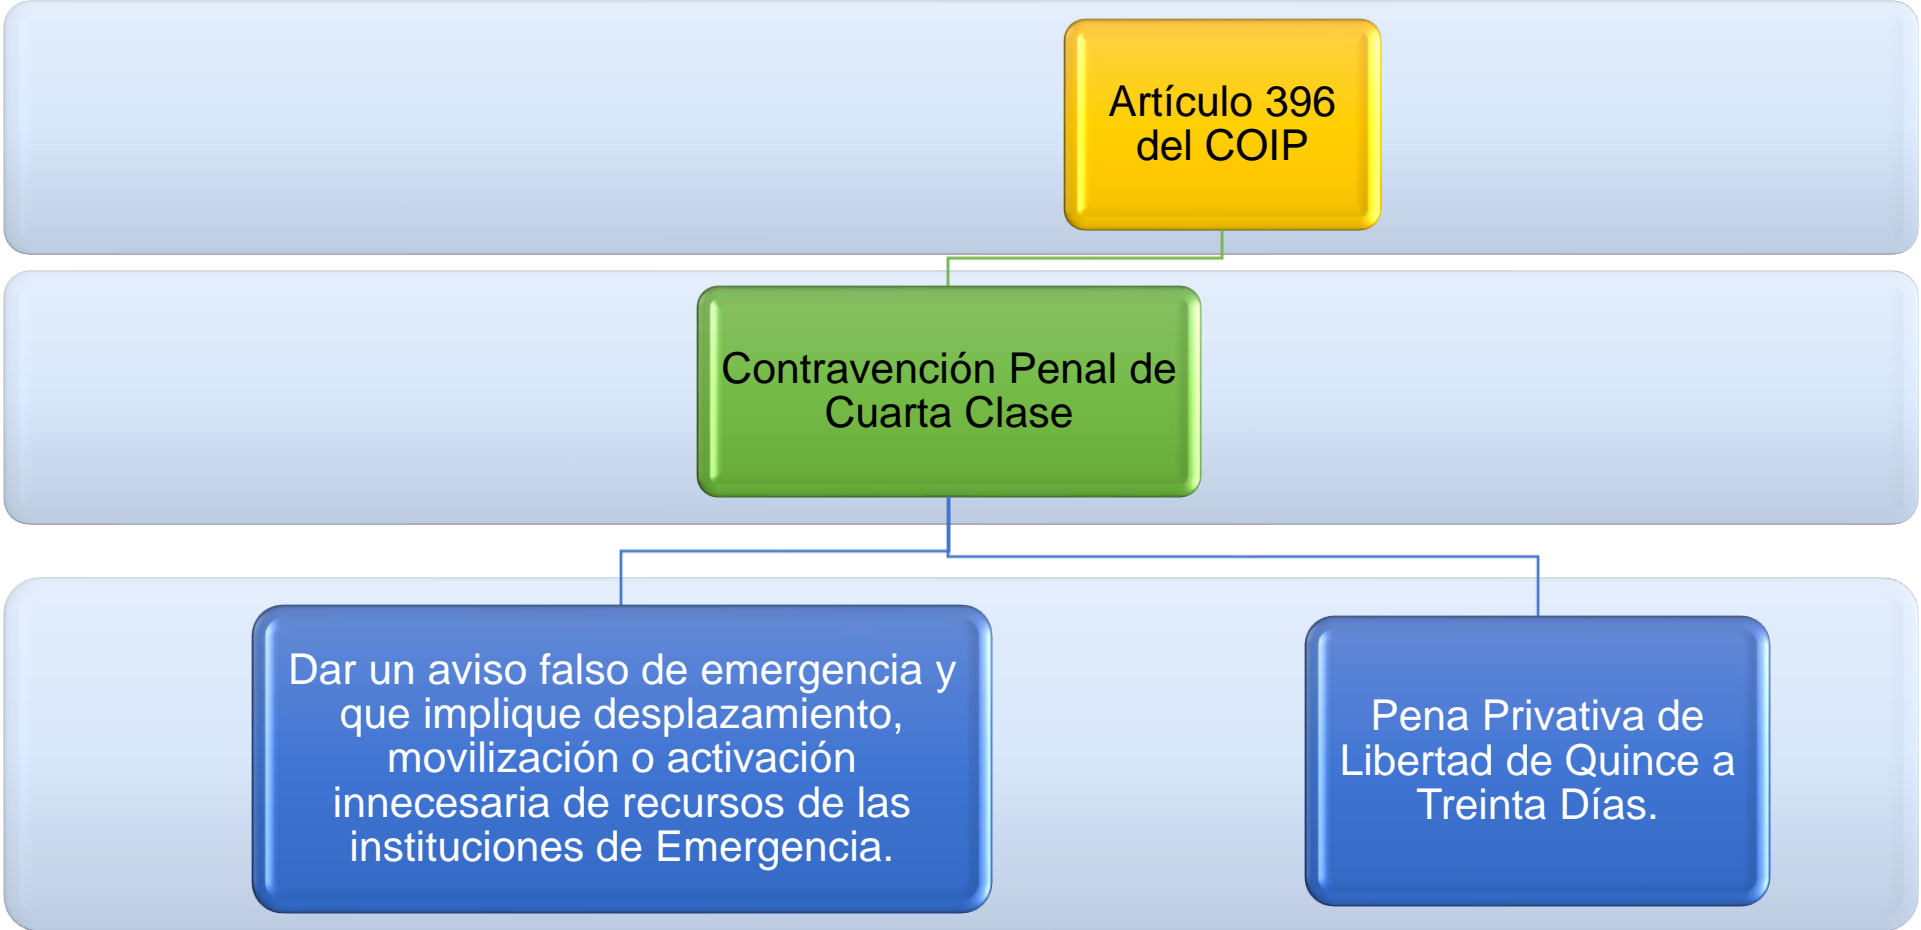 Artículo 396
del COIP
Contravención Penal de
Cuarta Clase
Dar un aviso falso de emergencia y
que implique desplazamiento,
movilización o activación
innecesaria de recursos de las
instituciones de Emergencia.
Pena Privativa de
Libertad de Quince a
Treinta Días.